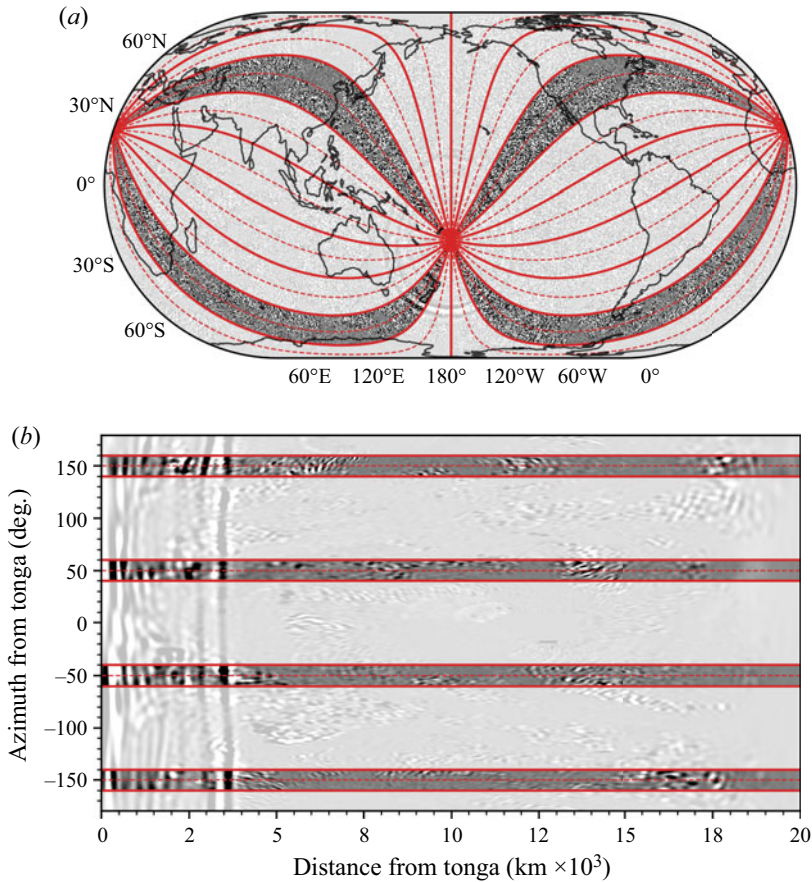 (a)
60°N
30°N
0°
30°S
60°S
60°E 120°E 180° 120°W 60°W 0°
(b)
150
100
50
0
–50
–100
–150
Azimuth from tonga (deg.)
0 2 5 8 10 12 15 18 20
Distance from tonga (km ×10³)